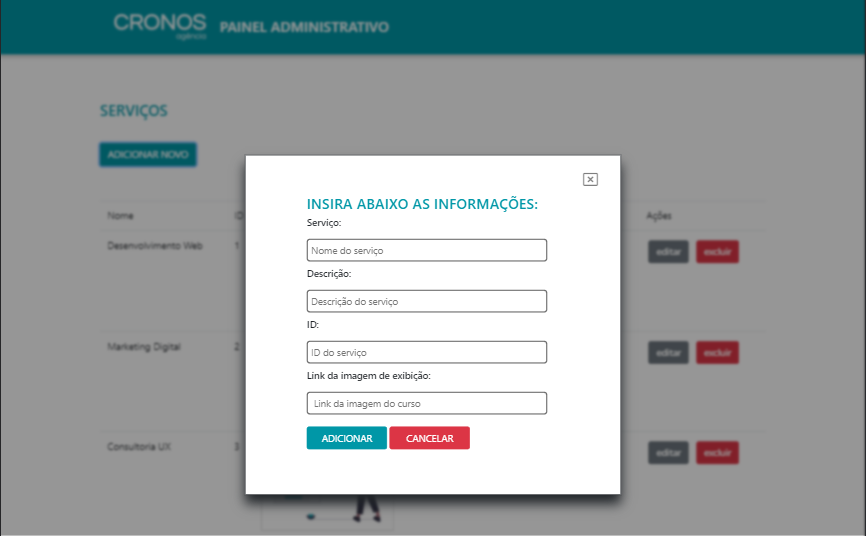 CRONOS
agência
PAINEL ADMINISTRATIVO
SERVIÇOS
ADICIONAR NOVO
Nome ID Ações
Desenvolvimento Web 1 editar excluir
Marketing Digital 2 editar excluir
Consultoria UX 3 editar excluir
INSIRA ABAIXO AS INFORMAÇÕES:
Serviço:
Nome do serviço
Descrição:
Descrição do serviço
ID:
ID do serviço
Link da imagem de exibição:
Link da imagem do curso
ADICIONAR CANCELAR